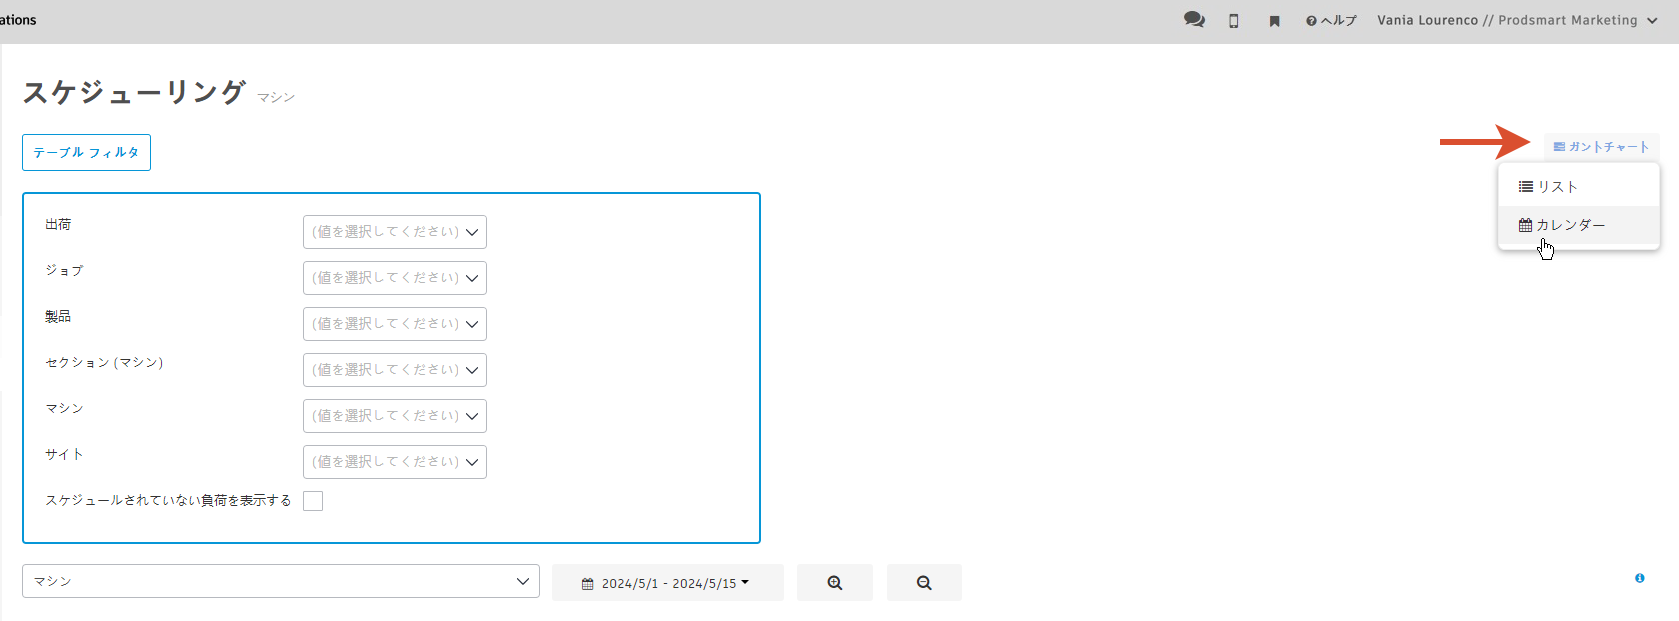 ations
ヘルプ Vania Lourenco // Prodsmart Marketing
スケジューリング マシン
テーブル フィルタ
ガントチャート
リスト
カレンダー
出荷 (値を選択してください)
ジョブ (値を選択してください)
製品 (値を選択してください)
セクション (マシン) (値を選択してください)
マシン (値を選択してください)
サイト (値を選択してください)
スケジュールされていない負荷を表示する
マシン 2024/5/1 - 2024/5/15